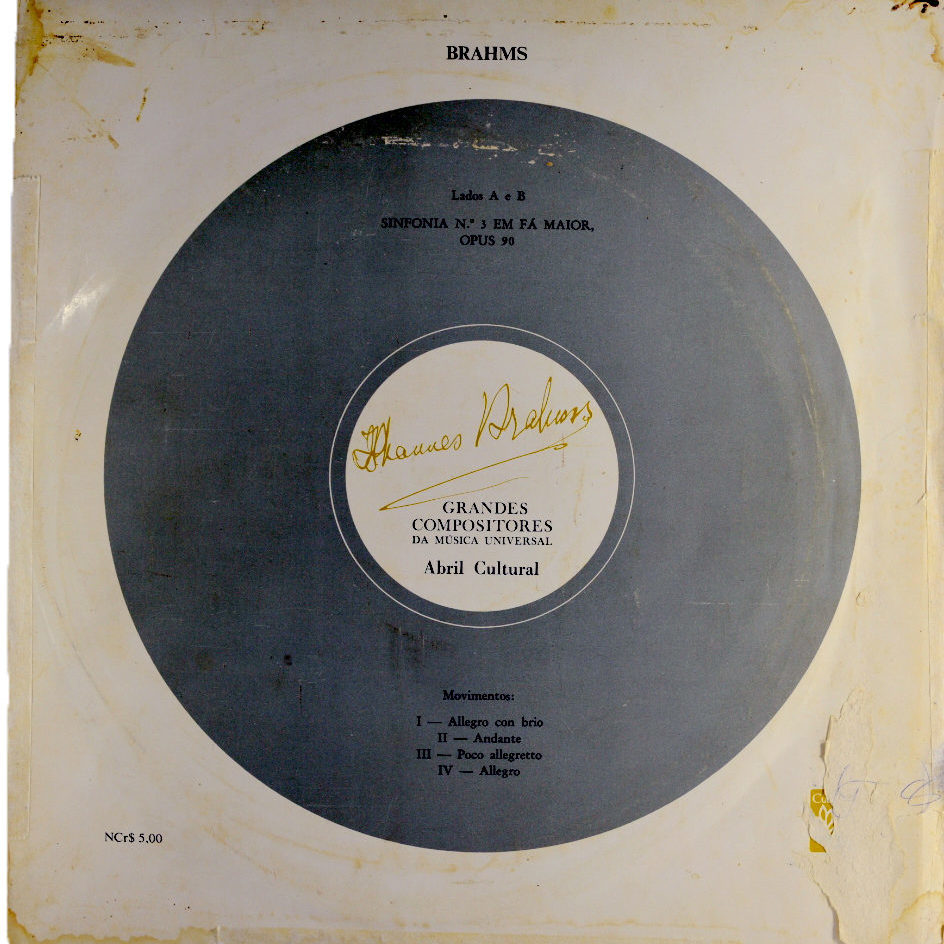 BRAHMS
Lados A e B
SINFONIA N.º 3 EM FÁ MAIOR,
OPUS 90
Johannes Brahms
GRANDES
COMPOSITORES
DA MÚSICA UNIVERSAL
Abril Cultural
Movimentos:
I — Allegro con brio
II — Andante
III — Poco allegretto
IV — Allegro
NCr$ 5,00